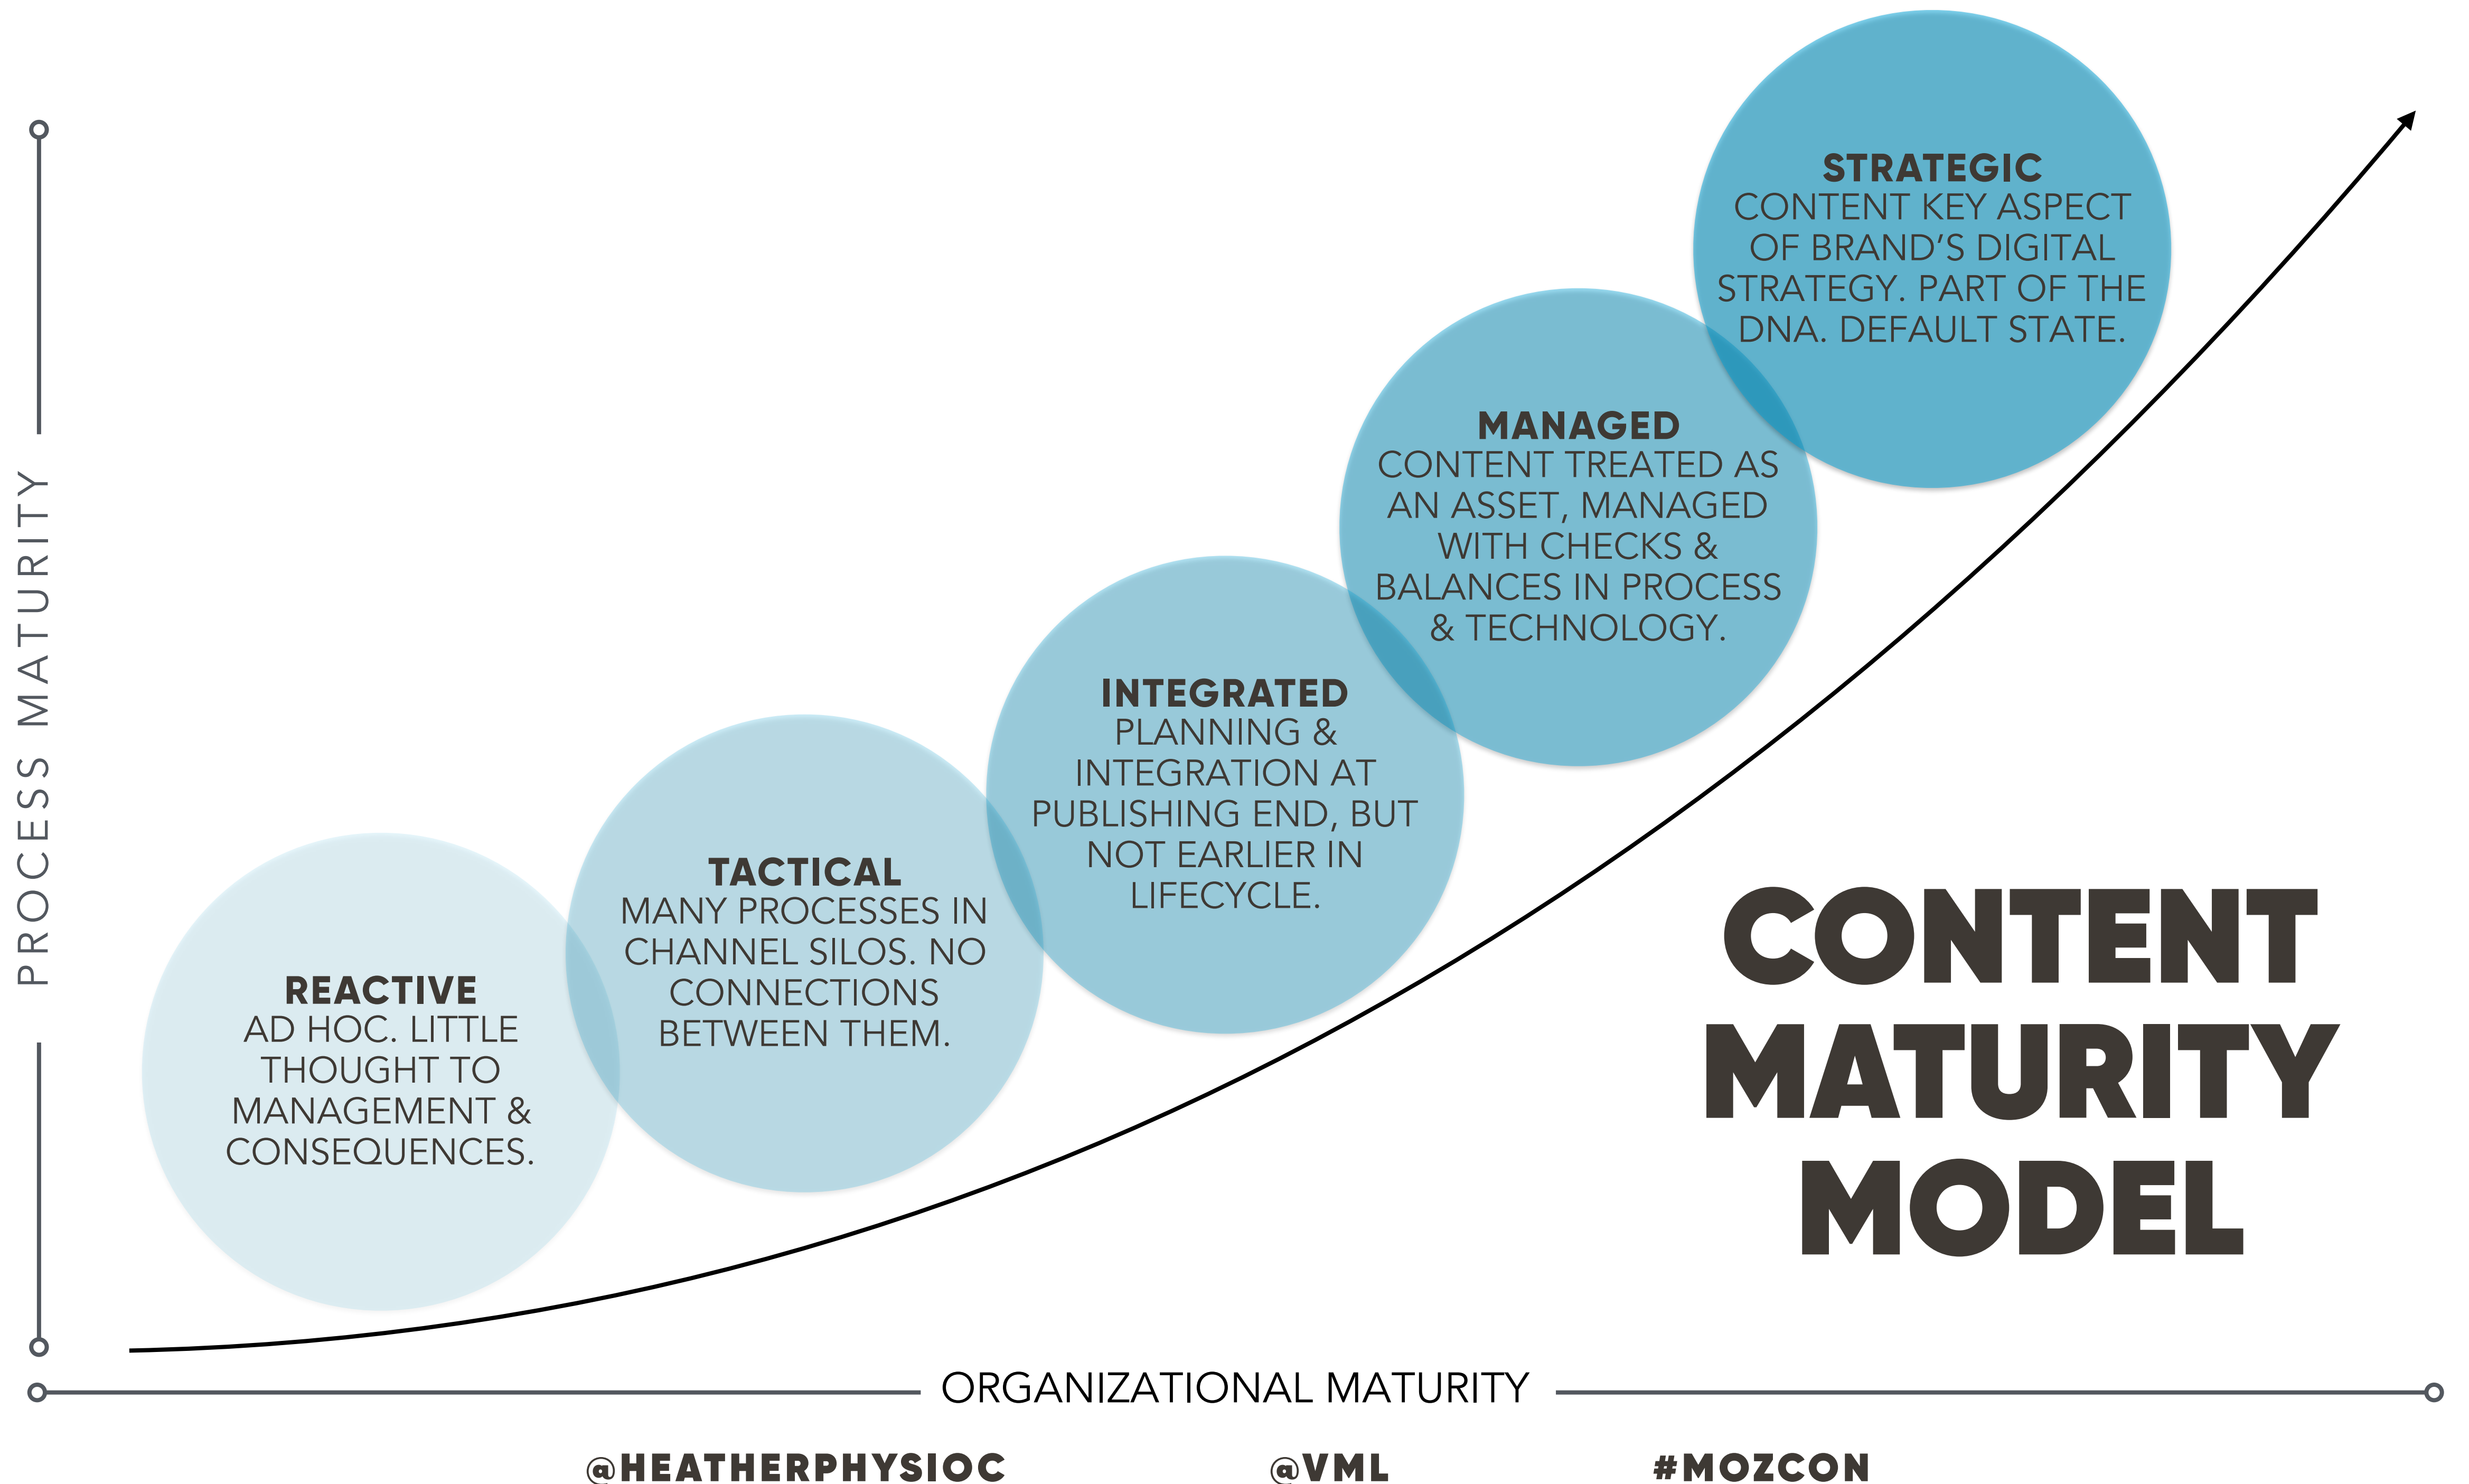 STRATEGIC
CONTENT KEY ASPECT
OF BRAND’S DIGITAL
STRATEGY. PART OF THE
DNA. DEFAULT STATE.
MANAGED
CONTENT TREATED AS
AN ASSET, MANAGED
WITH CHECKS &
BALANCES IN PROCESS
& TECHNOLOGY.
INTEGRATED
PLANNING &
INTEGRATION AT
PUBLISHING END, BUT
NOT EARLIER IN
LIFECYCLE.
TACTICAL
MANY PROCESSES IN
CHANNEL SILOS. NO
CONNECTIONS
BETWEEN THEM.
REACTIVE
AD HOC. LITTLE
THOUGHT TO
MANAGEMENT &
CONSEQUENCES.
PROCESS MATURITY
CONTENT
MATURITY
MODEL
ORGANIZATIONAL MATURITY
@HEATHERPHYSIOC @VML #MOZCON